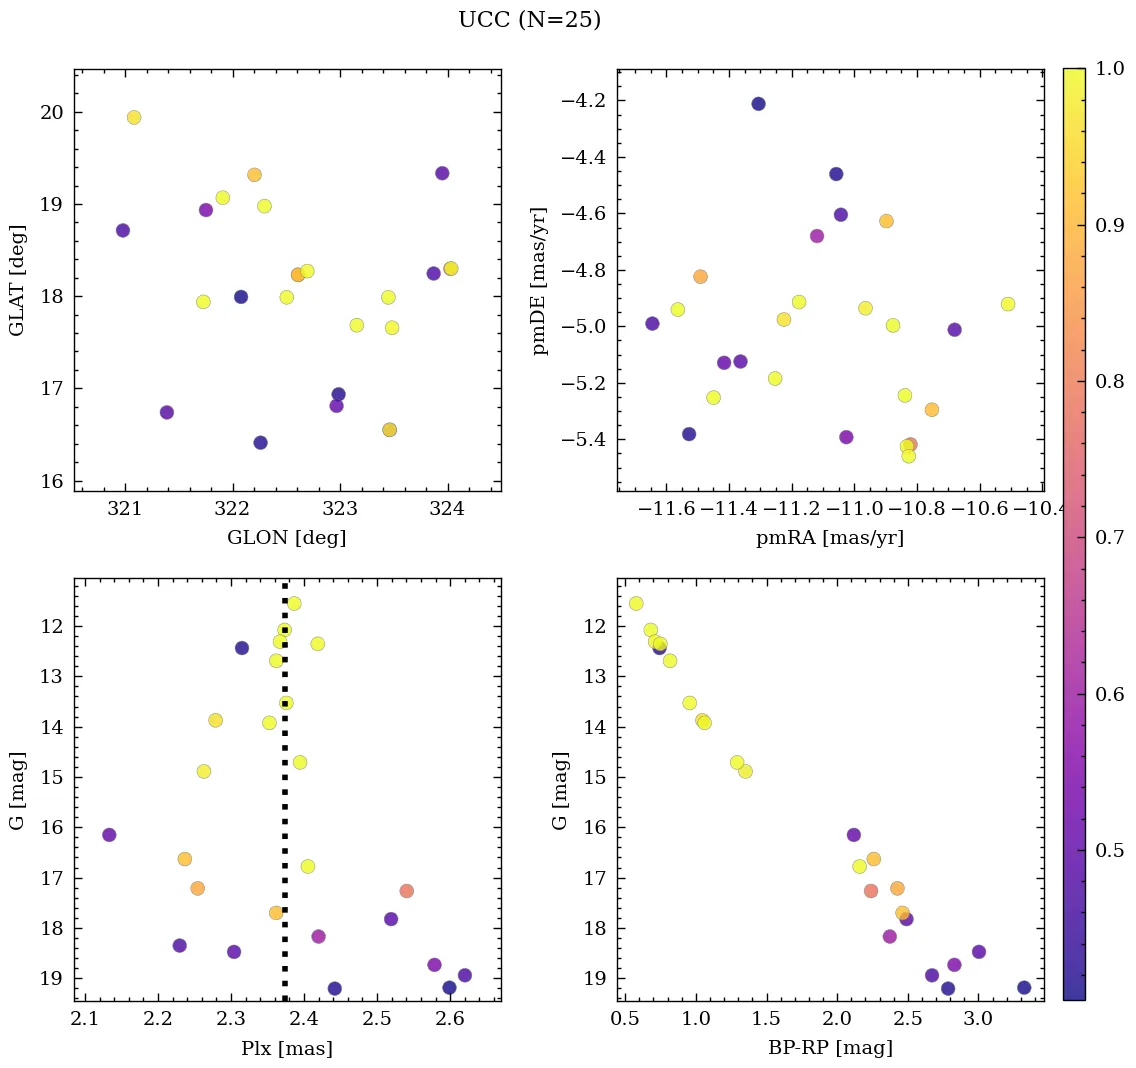 UCC (N=25)
20
19
18
17
16
GLAT [deg]
321 322 323 324
GLON [deg]
−4.2
−4.4
−4.6
−4.8
−5.0
−5.2
−5.4
pmDE [mas/yr]
−11.6 −11.4 −11.2 −11.0 −10.8 −10.6 −10.4
pmRA [mas/yr]
1.0
0.9
0.8
0.7
0.6
0.5
12
13
14
15
16
17
18
19
G [mag]
2.1 2.2 2.3 2.4 2.5 2.6
Plx [mas]
12
13
14
15
16
17
18
19
G [mag]
0.5 1.0 1.5 2.0 2.5 3.0
BP-RP [mag]